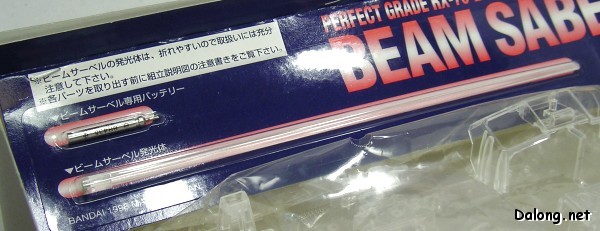 PERFECT GRADE RX-78
BEAM SABE
※ビームサーベルの発光体は、折れやすいので取扱いには充分
注意して下さい。
※各パーツを取り出す前に組立説明図の注意書きをご覧下さい。
▼ビームサーベル専用バッテリー
▼ビームサーベル発光体
BANDAI 1998
Dalong.net